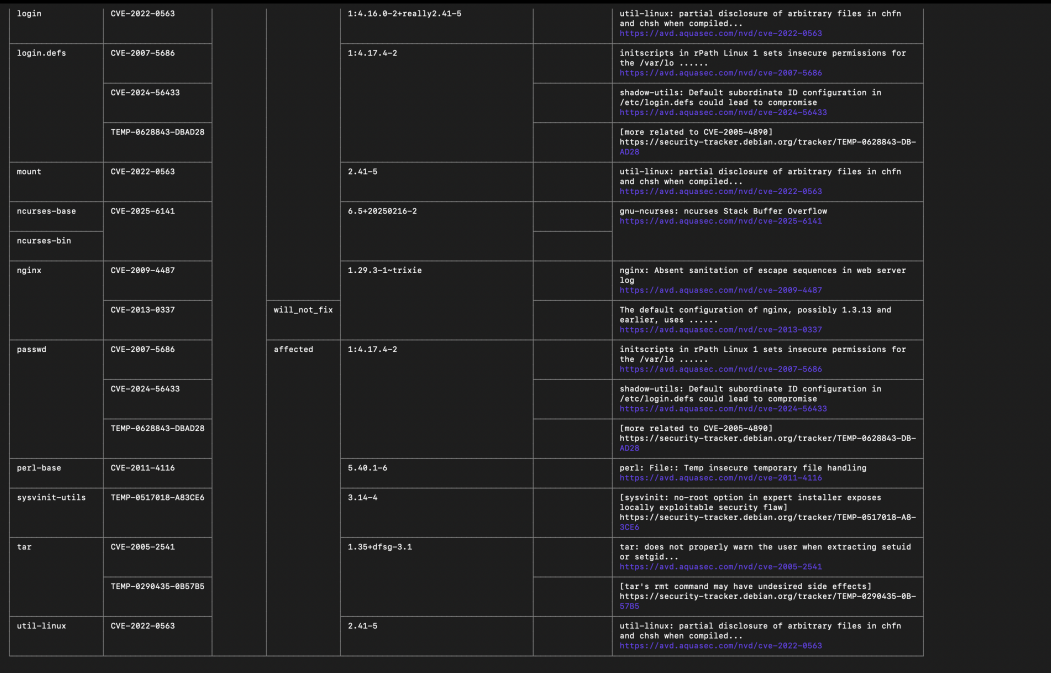 login CVE-2022-0563 1:4.16.0-2+really2.41-5 util-linux: partial disclosure of arbitrary files in chfn
and chsh when compiled...
https://avd.aquasec.com/nvd/cve-2022-0563
login.defs CVE-2007-5686 1:4.17.4-2 initscripts in rPath Linux 1 sets insecure permissions for
the /var/lo ......
https://avd.aquasec.com/nvd/cve-2007-5686
CVE-2024-56433 shadow-utils: Default subordinate ID configuration in
/etc/login.defs could lead to compromise
https://avd.aquasec.com/nvd/cve-2024-56433
TEMP-0628843-DBAD28 [more related to CVE-2005-4890]
https://security-tracker.debian.org/tracker/TEMP-0628843-DB-
AD28
mount CVE-2022-0563 2.41-5 util-linux: partial disclosure of arbitrary files in chfn
and chsh when compiled...
https://avd.aquasec.com/nvd/cve-2022-0563
ncurses-base CVE-2025-6141 6.5+20250216-2 gnu-ncurses: ncurses Stack Buffer Overflow
https://avd.aquasec.com/nvd/cve-2025-6141
ncurses-bin
nginx CVE-2009-4487 1.29.3-1~trixie nginx: Absent sanitation of escape sequences in web server
log
https://avd.aquasec.com/nvd/cve-2009-4487
CVE-2013-0337 will_not_fix The default configuration of nginx, possibly 1.3.13 and
earlier, uses ......
https://avd.aquasec.com/nvd/cve-2013-0337
passwd CVE-2007-5686 affected 1:4.17.4-2 initscripts in rPath Linux 1 sets insecure permissions for
the /var/lo ......
https://avd.aquasec.com/nvd/cve-2007-5686
CVE-2024-56433 shadow-utils: Default subordinate ID configuration in
/etc/login.defs could lead to compromise
https://avd.aquasec.com/nvd/cve-2024-56433
TEMP-0628843-DBAD28 [more related to CVE-2005-4890]
https://security-tracker.debian.org/tracker/TEMP-0628843-DB-
AD28
perl-base CVE-2011-4116 5.40.1-6 perl: File:: Temp insecure temporary file handling
https://avd.aquasec.com/nvd/cve-2011-4116
sysvinit-utils TEMP-0517018-A83CE6 3.14-4 [sysvinit: no-root option in expert installer exposes
locally exploitable security flaw]
https://security-tracker.debian.org/tracker/TEMP-0517018-A8-
3CE6
tar CVE-2005-2541 1.35+dfsg-3.1 tar: does not properly warn the user when extracting setuid
or setgid...
https://avd.aquasec.com/nvd/cve-2005-2541
TEMP-0290435-0B57B5 [tar's rmt command may have undesired side effects]
https://security-tracker.debian.org/tracker/TEMP-0290435-0B-
57B5
util-linux CVE-2022-0563 2.41-5 util-linux: partial disclosure of arbitrary files in chfn
and chsh when compiled...
https://avd.aquasec.com/nvd/cve-2022-0563